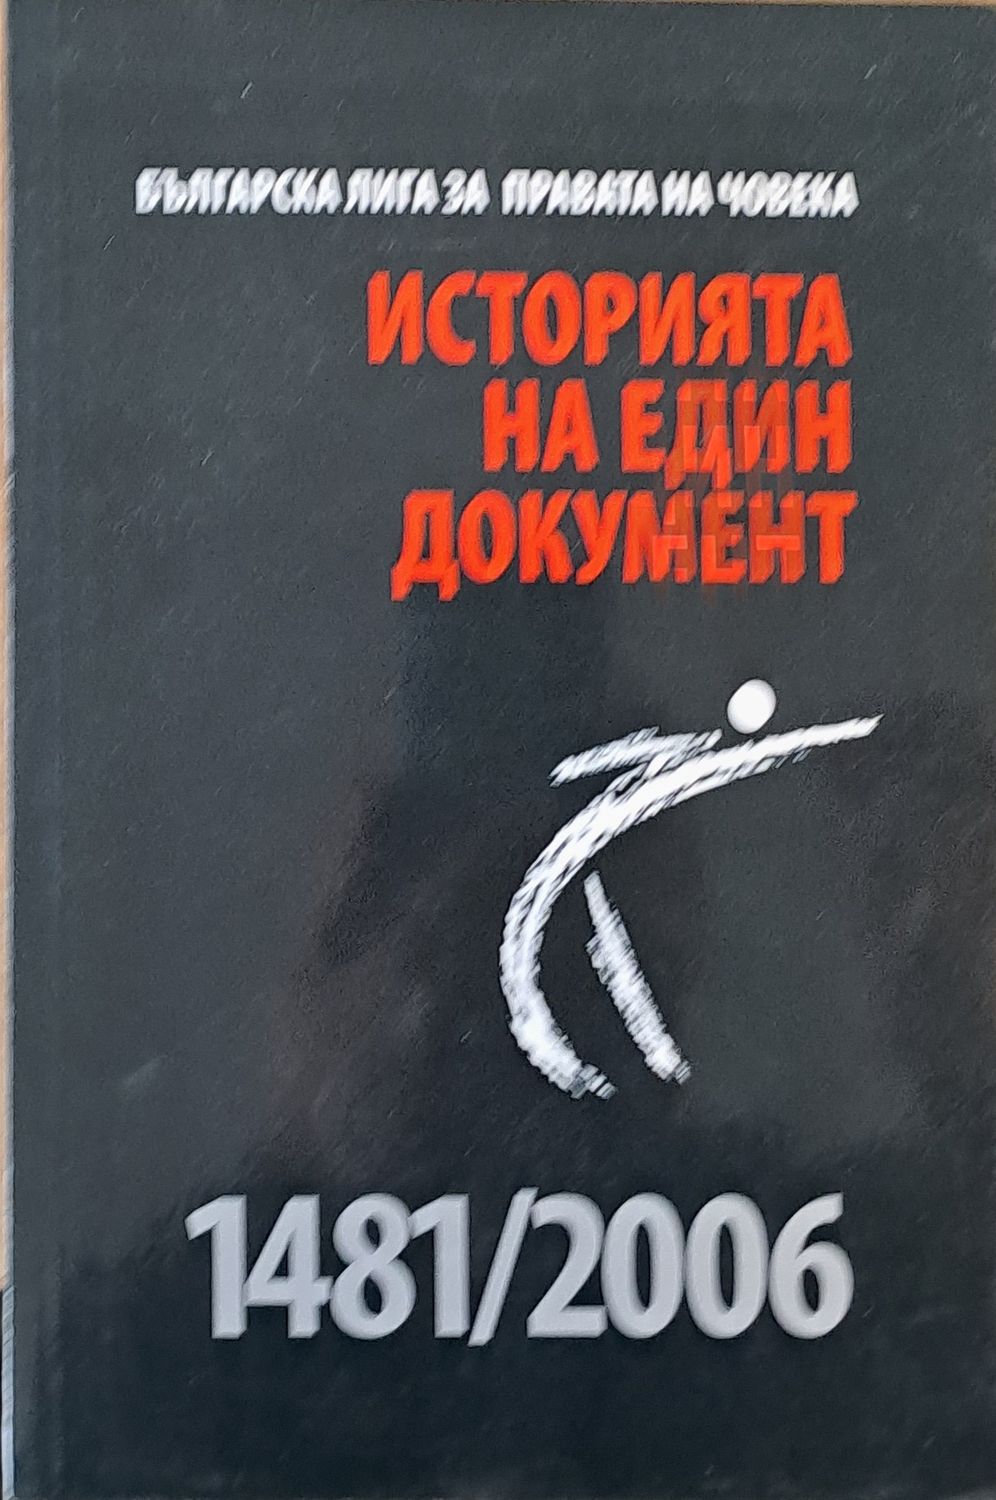 БЪЛГАРСКА ЛИГА ЗА ПРАВАТА НА ЧОВЕКА
ИСТОРИЯТА
НА ЕДИН
ДОКУМЕНТ
1481/2006